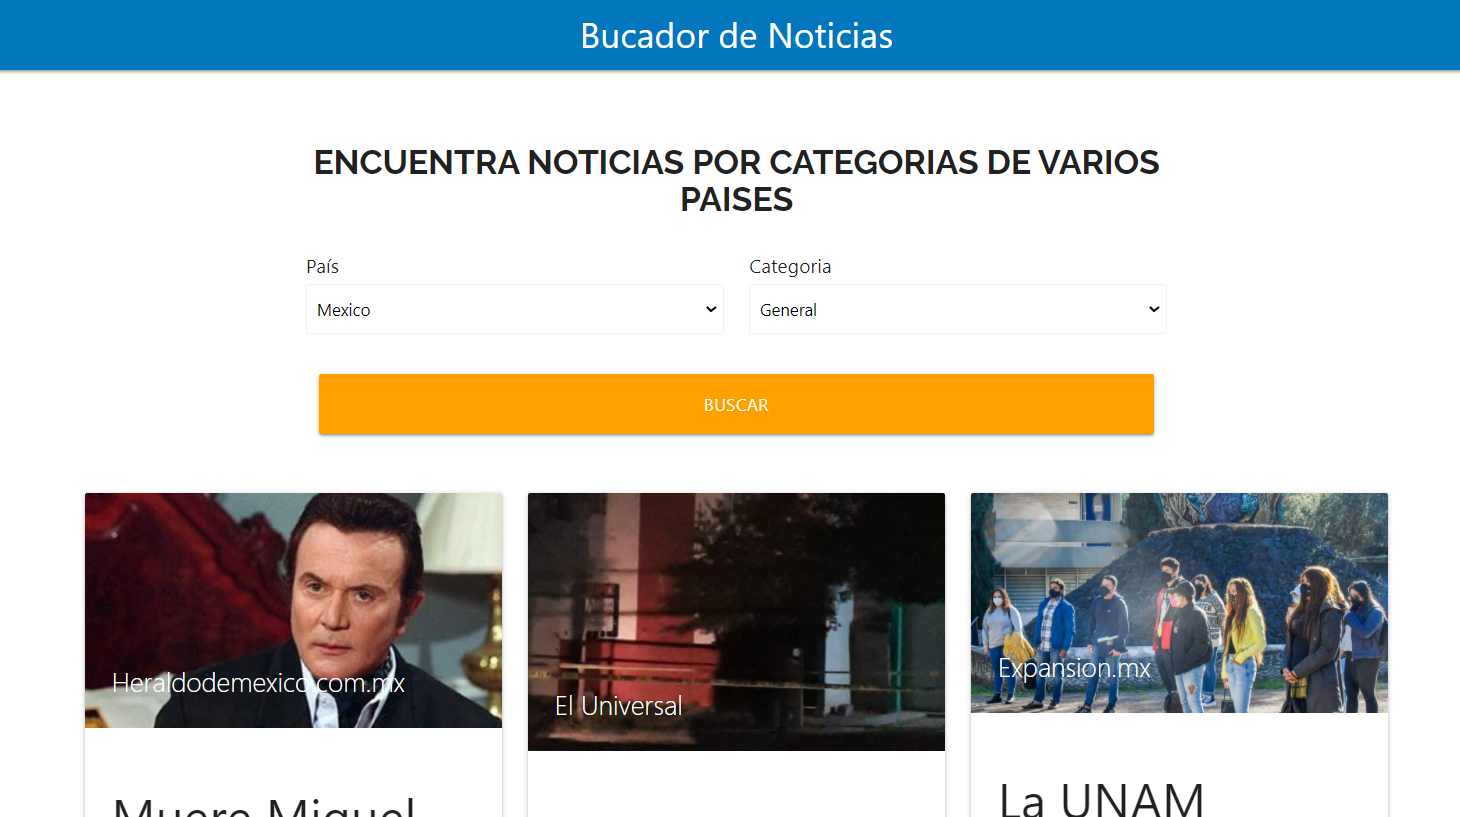 Bucador de Noticias
ENCUENTRA NOTICIAS POR CATEGORIAS DE VARIOS
PAISES
País
Categoria
Mexico
General
BUSCAR
Heraldodemexico.com.mx
El Universal
Expansion.mx
Muere Miguel
La UNAM